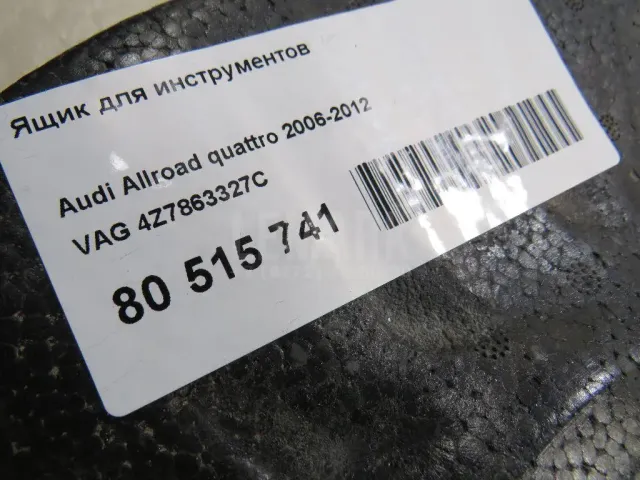 Ящик для инструментов
Audi Allroad quattro 2006-2012
VAG 4Z7863327C
80 515 741